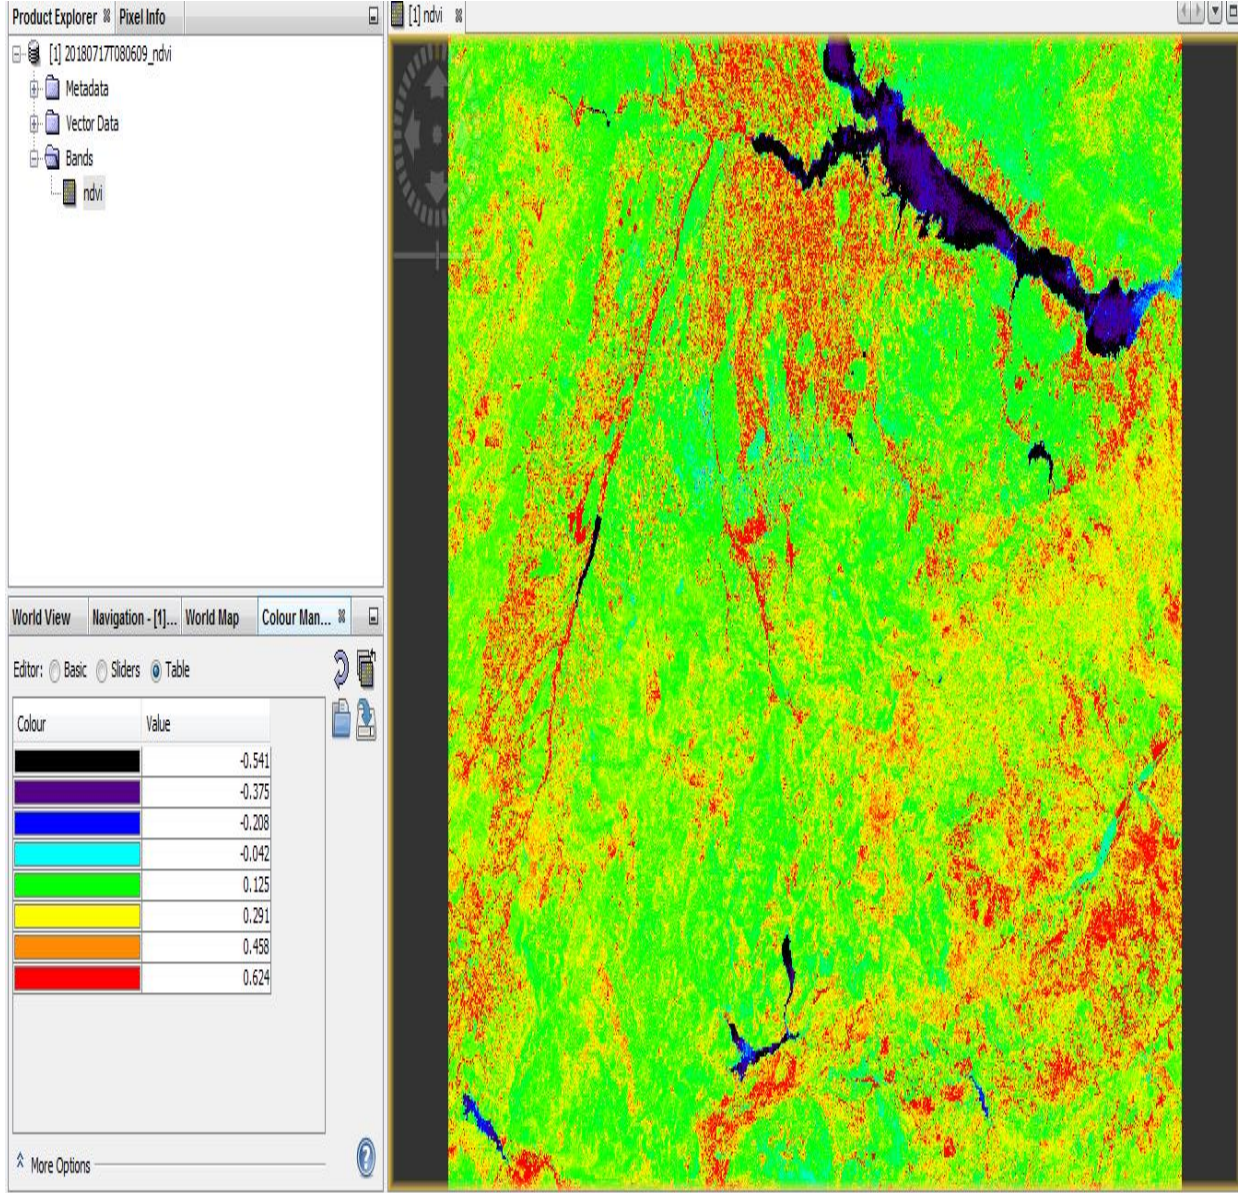 Product Explorer Pixel Info
[1] 20180717T080609_ndvi
Metadata
Vector Data
Bands
ndvi
[1] ndvi
World View Navigation - [1]... World Map Colour Man...
Editor: Basic Sliders Table
Colour Value
-0.541
-0.375
-0.208
-0.042
0.125
0.291
0.458
0.624
More Options